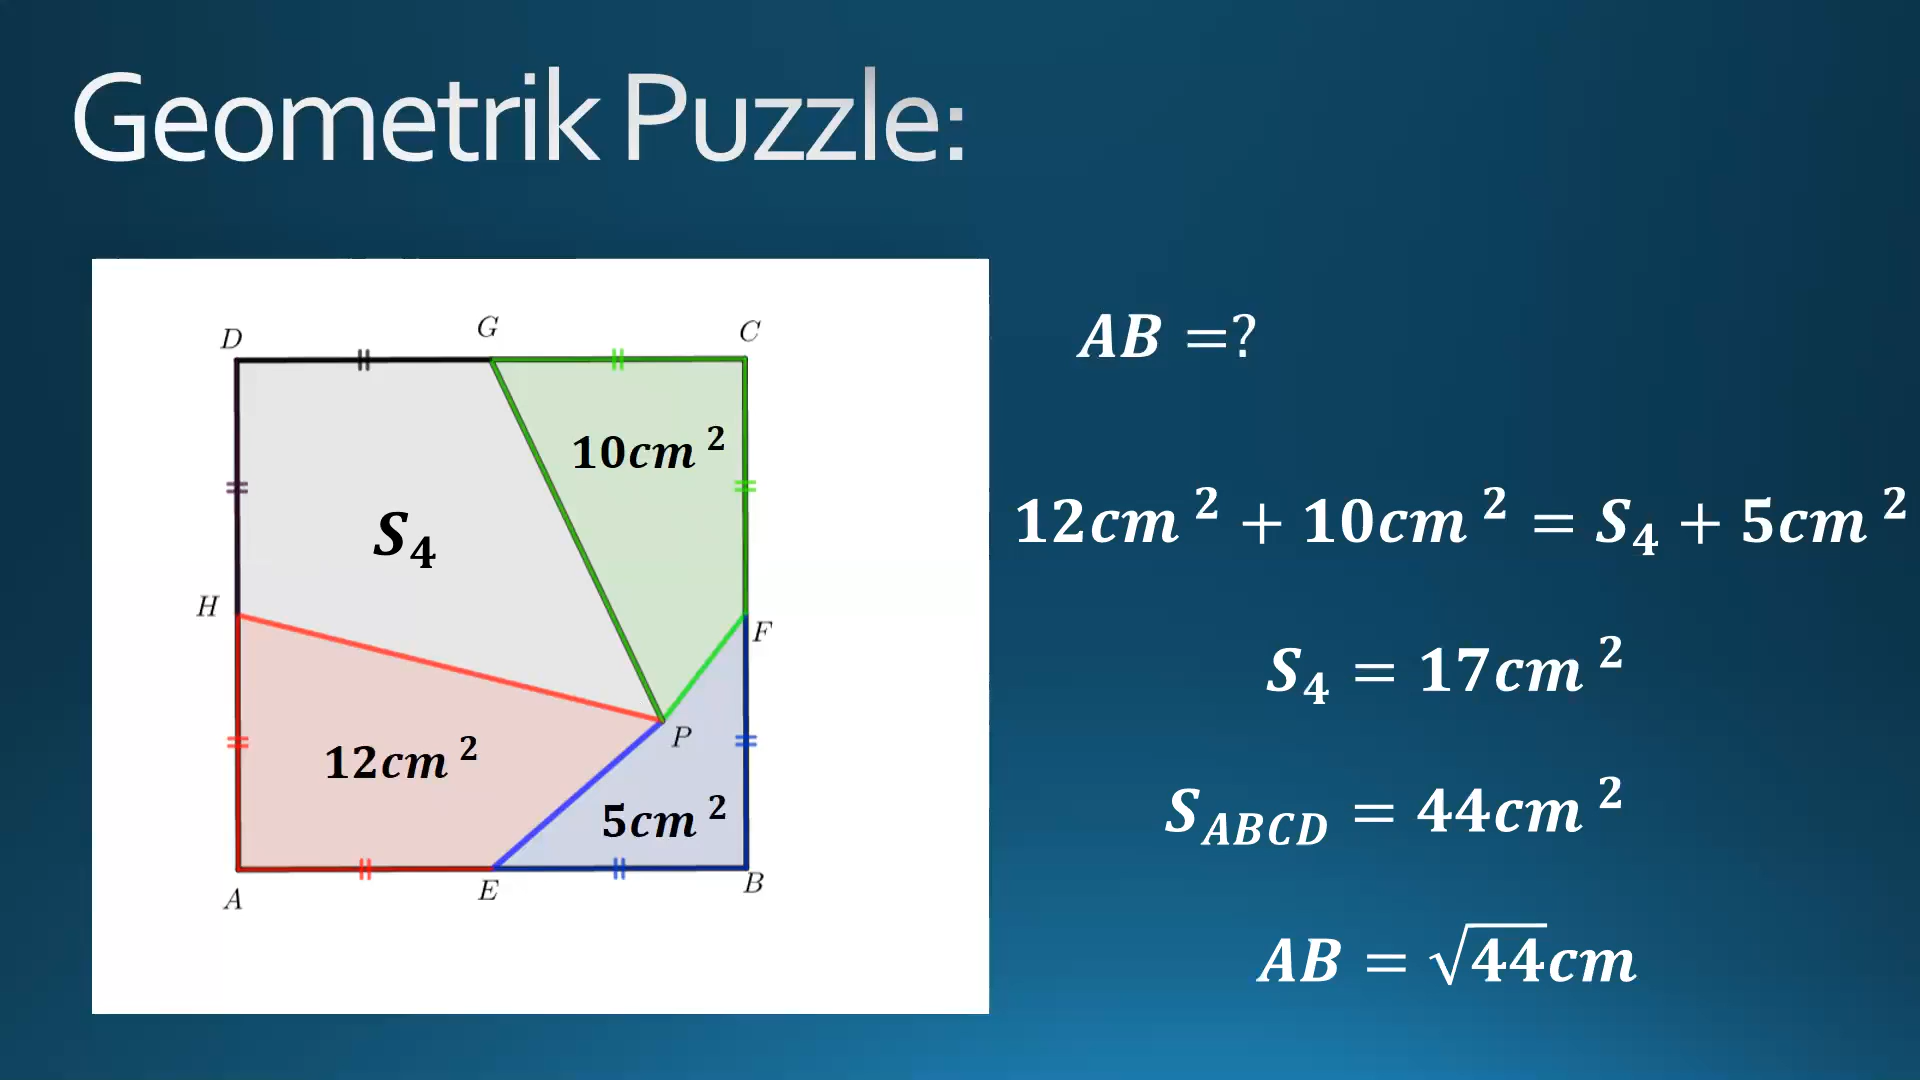 Geometrik Puzzle:
D G C
10cm²
S₄
H F
P
12cm²
5cm²
A E B
AB =?
12cm² + 10cm² = S₄ + 5cm²
S₄ = 17cm²
S_ABCD = 44cm²
AB = √44cm